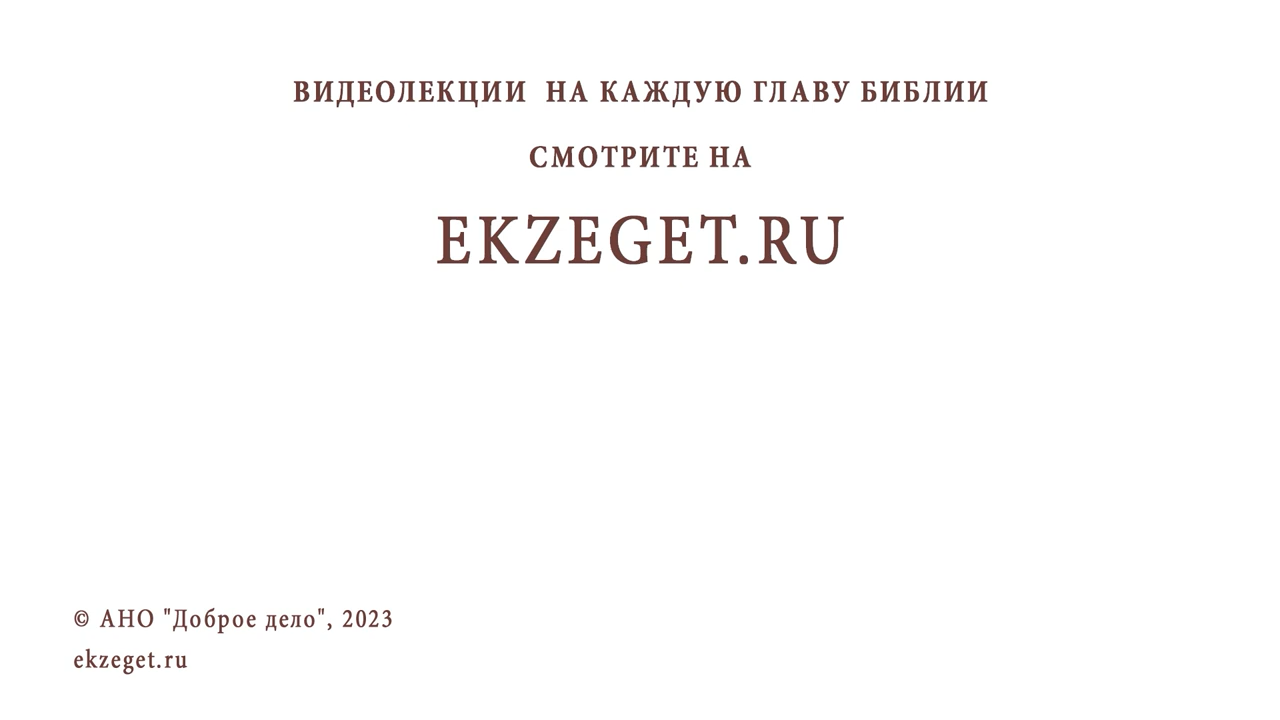 ВИДЕОЛЕКЦИИ НА КАЖДУЮ ГЛАВУ БИБЛИИ
СМОТРИТЕ НА
EKZEGET.RU
© АНО "Доброе дело", 2023
ekzeget.ru